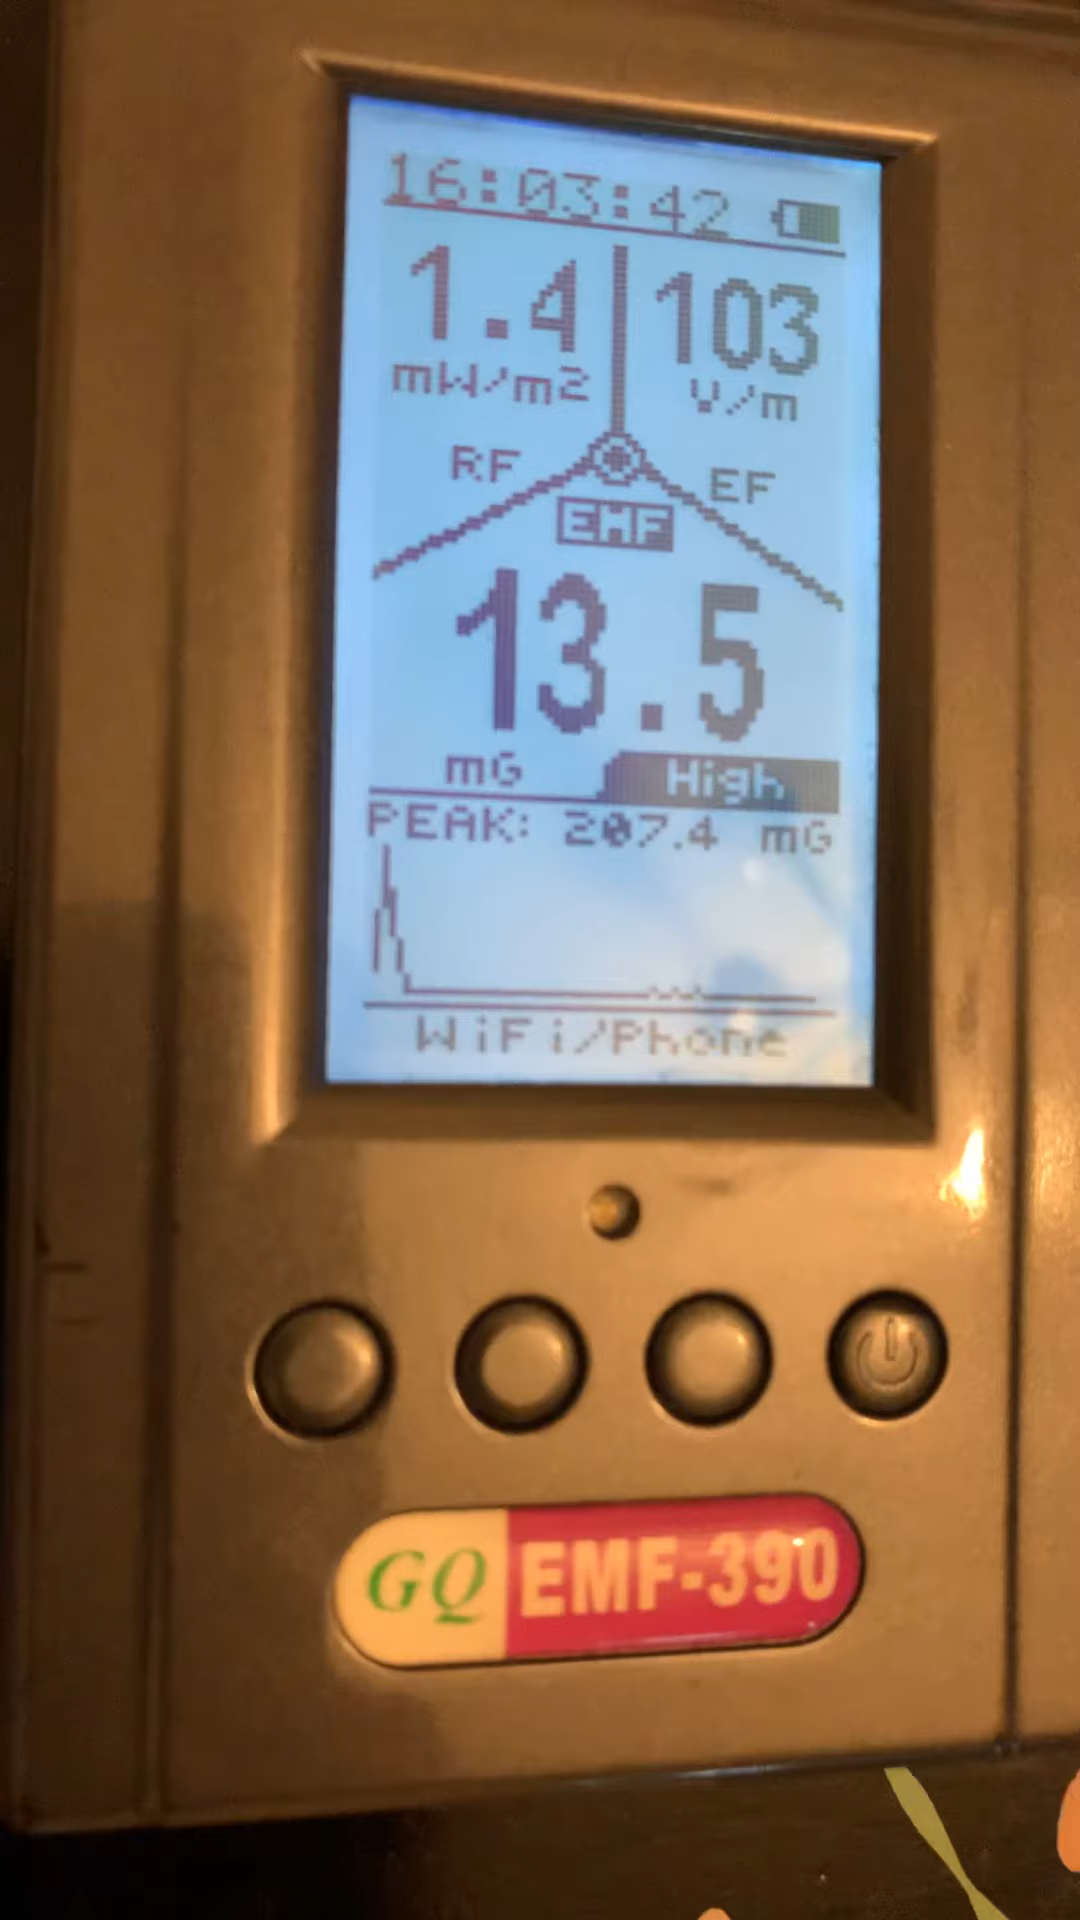 16:03:42
1.4 103
mW/m2 V/m
RF EF
EMF
13.5
mG High
PEAK: 207.4 mG
WiFi/Phone
GQ EMF-390